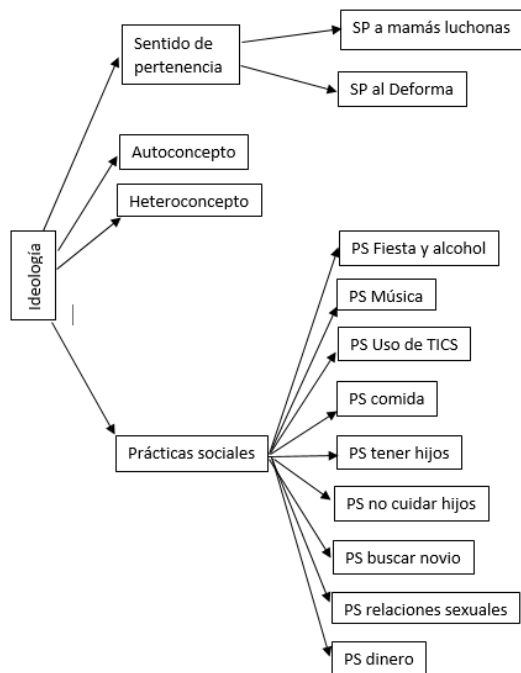 Sentido de
pertenencia
SP a mamás luchonas
SP al Deforma
Autoconcepto
Heteroconcepto
Ideología
Prácticas sociales
PS Fiesta y alcohol
PS Música
PS Uso de TICS
PS comida
PS tener hijos
PS no cuidar hijos
PS buscar novio
PS relaciones sexuales
PS dinero